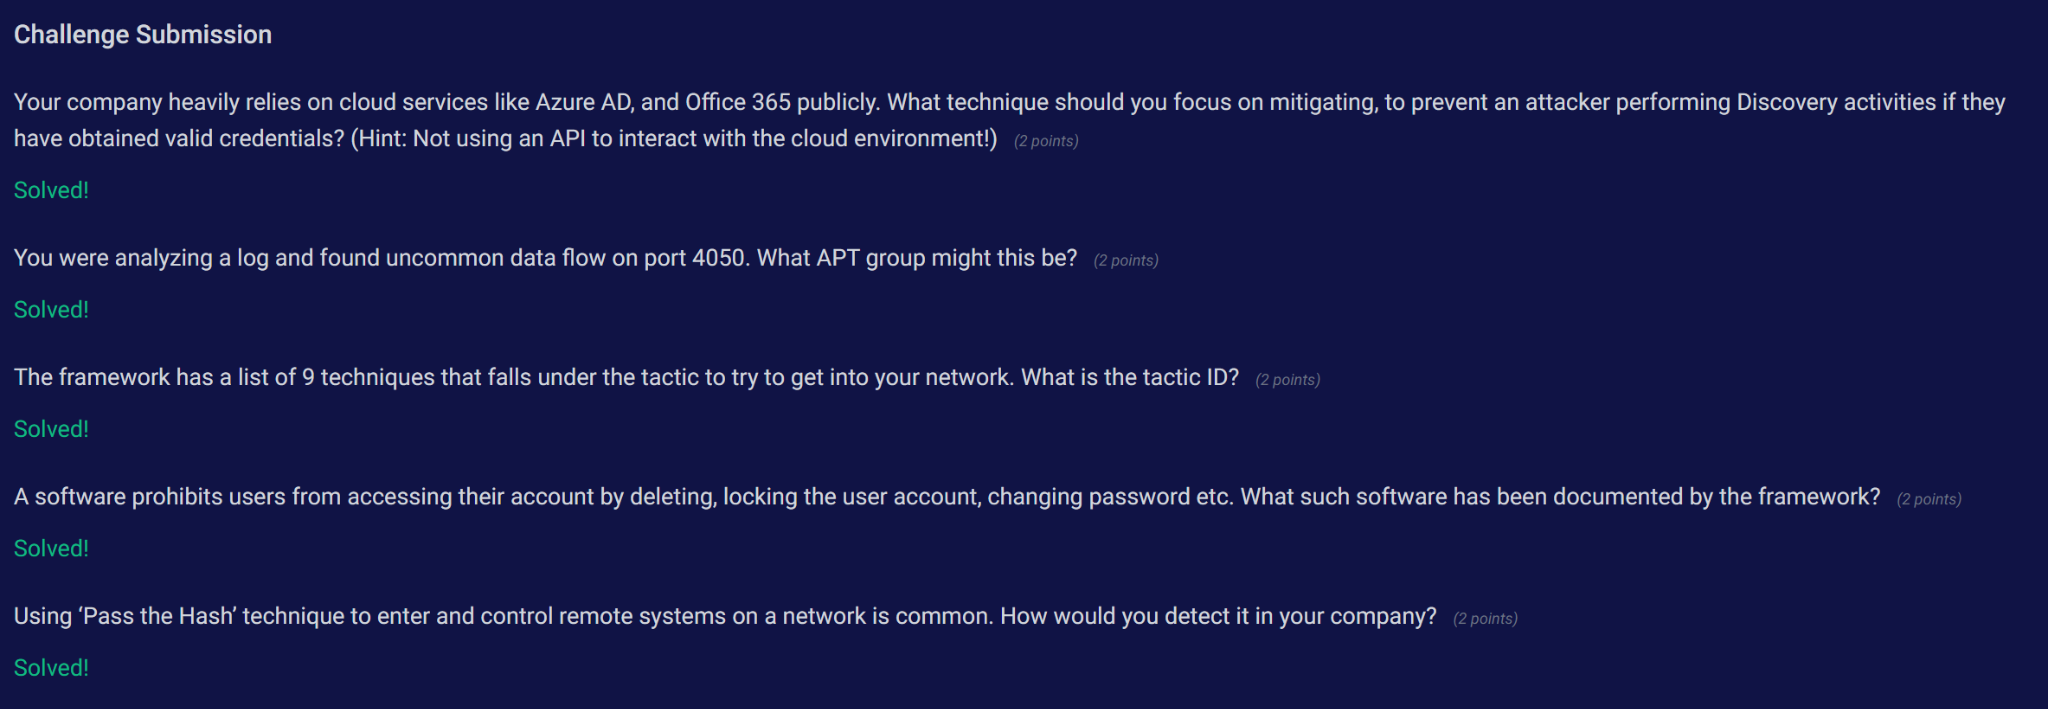 Challenge Submission
Your company heavily relies on cloud services like Azure AD, and Office 365 publicly. What technique should you focus on mitigating, to prevent an attacker performing Discovery activities if they
have obtained valid credentials? (Hint: Not using an API to interact with the cloud environment!) (2 points)
Solved!
You were analyzing a log and found uncommon data flow on port 4050. What APT group might this be? (2 points)
Solved!
The framework has a list of 9 techniques that falls under the tactic to try to get into your network. What is the tactic ID? (2 points)
Solved!
A software prohibits users from accessing their account by deleting, locking the user account, changing password etc. What such software has been documented by the framework? (2 points)
Solved!
Using ‘Pass the Hash’ technique to enter and control remote systems on a network is common. How would you detect it in your company? (2 points)
Solved!